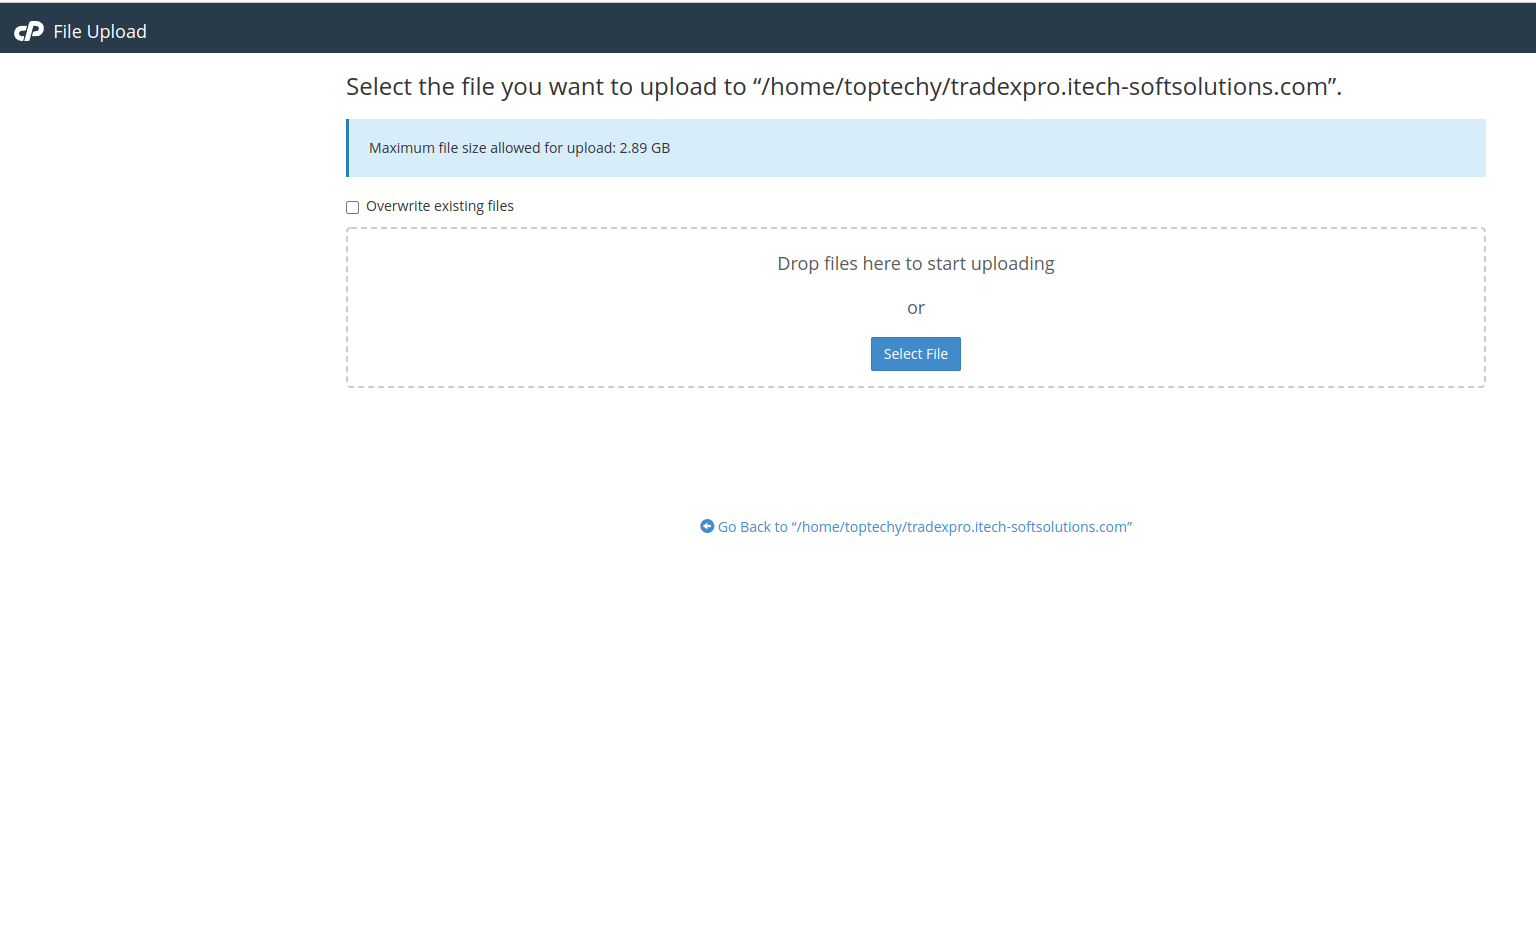 cP File Upload
Select the file you want to upload to “/home/toptechy/tradexpro.itech-softsolutions.com”.
Maximum file size allowed for upload: 2.89 GB
Overwrite existing files
Drop files here to start uploading
or
Select File
Go Back to “/home/toptechy/tradexpro.itech-softsolutions.com”